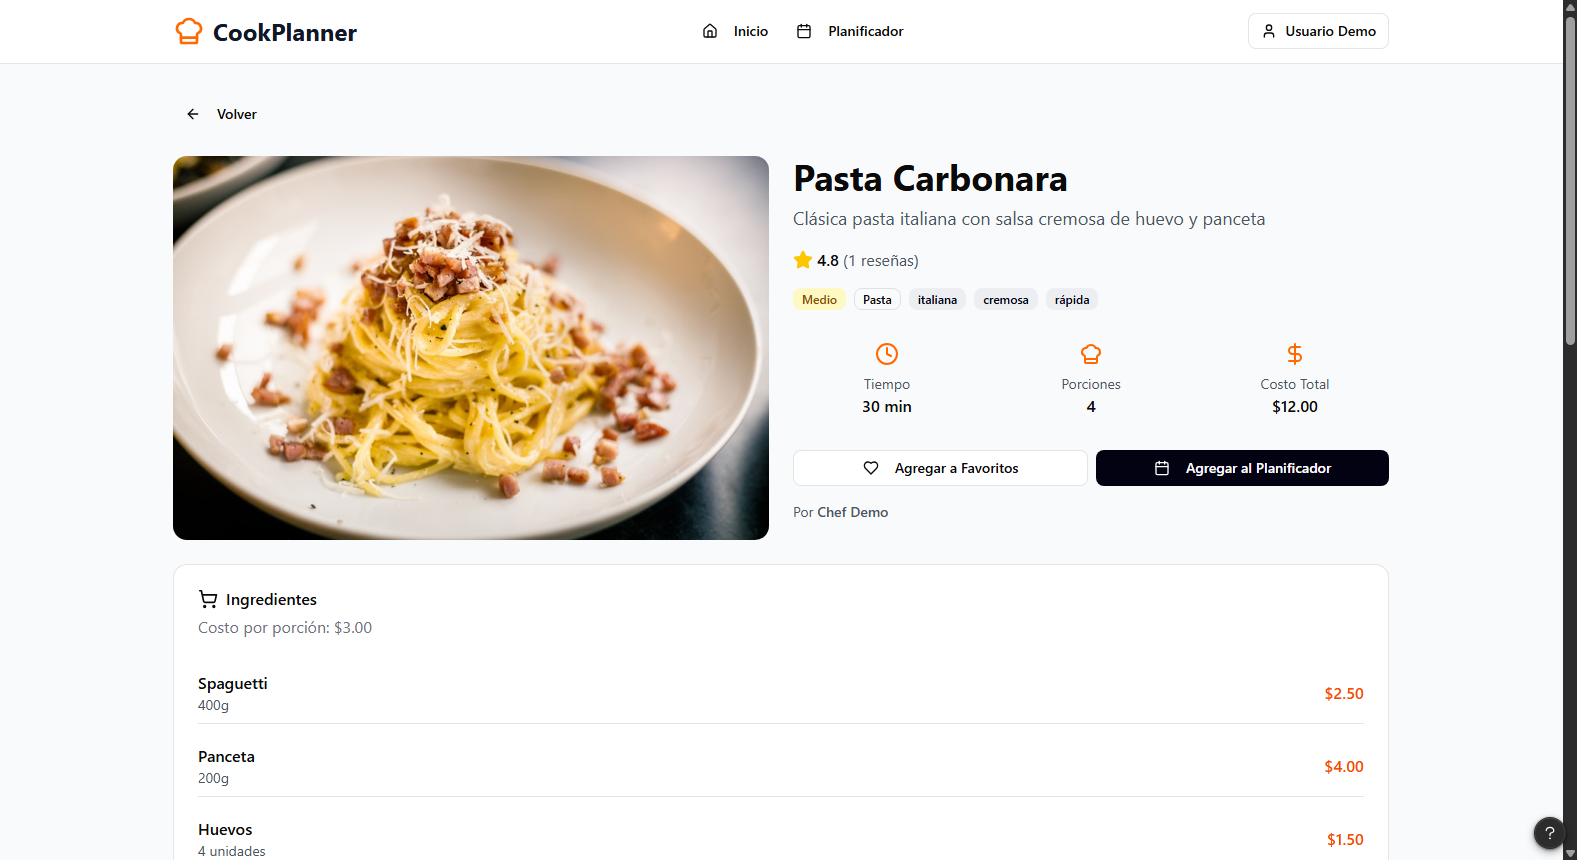 CookPlanner
Inicio
Planificador
Usuario Demo
Volver
Pasta Carbonara
Clásica pasta italiana con salsa cremosa de huevo y panceta
4.8 (1 reseñas)
Medio
Pasta
italiana
cremosa
rápida
Tiempo
30 min
Porciones
4
Costo Total
$12.00
Agregar a Favoritos
Agregar al Planificador
Por Chef Demo
Ingredientes
Costo por porción: $3.00
Spaguetti
400g
$2.50
Panceta
200g
$4.00
Huevos
4 unidades
$1.50
?